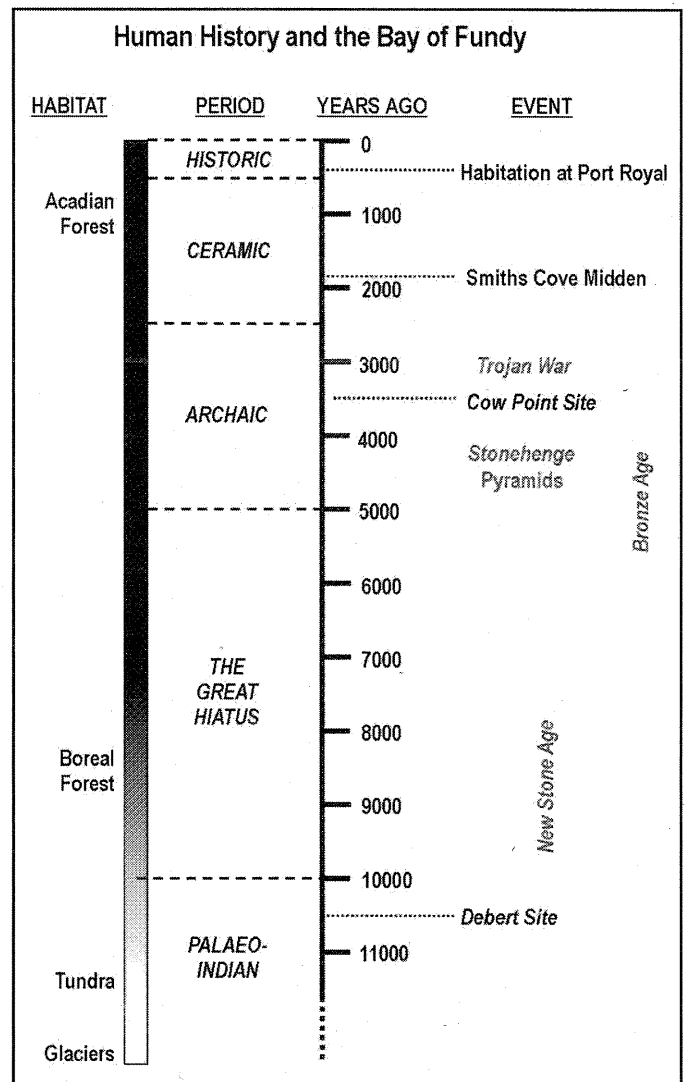 Human History and the Bay of Fundy
HABITAT PERIOD YEARS AGO EVENT
0
HISTORIC
Habitation at Port Royal
Acadian
Forest
1000
CERAMIC
Smiths Cove Midden
2000
3000
Trojan War
Cow Point Site
ARCHAIC
4000
Stonehenge
Pyramids
Bronze Age
5000
6000
7000
THE
GREAT
HIATUS
8000
Boreal
Forest
New Stone Age
9000
10000
Debert Site
PALAEO-
INDIAN
11000
Tundra
Glaciers